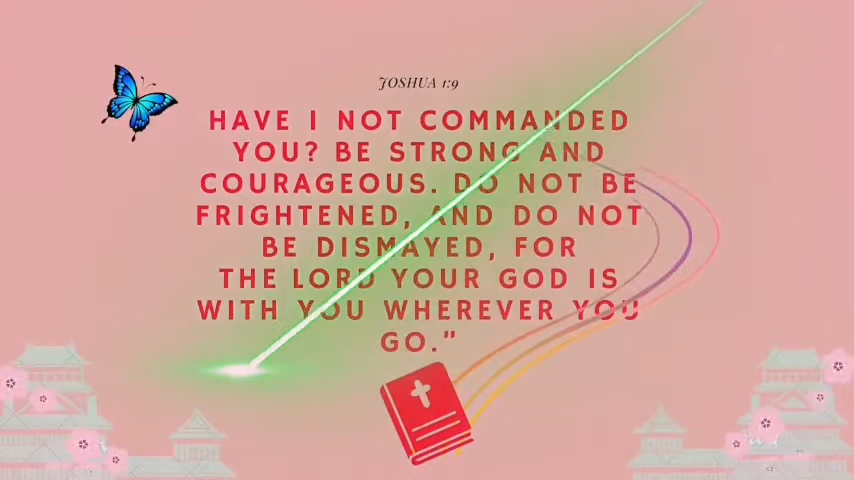 JOSHUA 1:9
HAVE I NOT COMMANDED
YOU? BE STRONG AND
COURAGEOUS. DO NOT BE
FRIGHTENED, AND DO NOT
BE DISMAYED, FOR
THE LORD YOUR GOD IS
WITH YOU WHEREVER YOU
GO.”